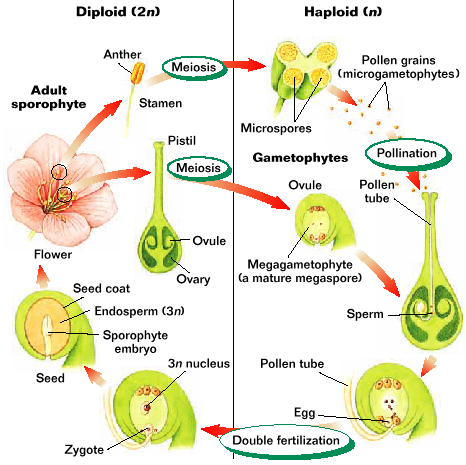 Diploid (2n)
Haploid (n)
Anther
Meiosis
Pollen grains
(microgametophytes)
Adult
sporophyte
Stamen
Microspores
Pistil
Meiosis
Gametophytes
Pollination
Ovule
Pollen
tube
Ovule
Ovary
Flower
Megagametophyte
(a mature megaspore)
Seed coat
Endosperm (3n)
Sporophyte
embryo
Sperm
Seed
3n nucleus
Pollen tube
Egg
Zygote
Double fertilization